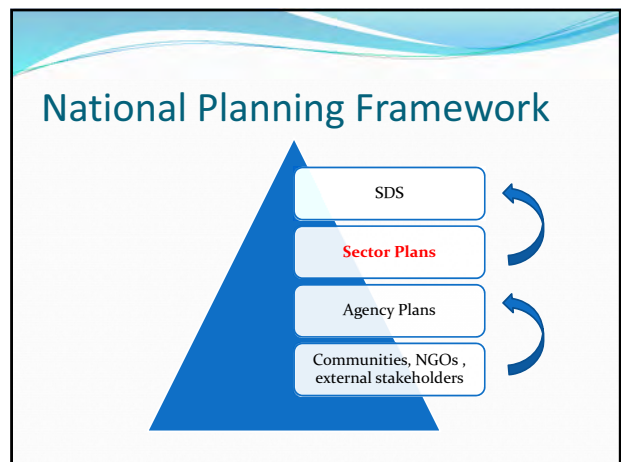 National Planning Framework
SDS
Sector Plans
Agency Plans
Communities, NGOs ,
external stakeholders